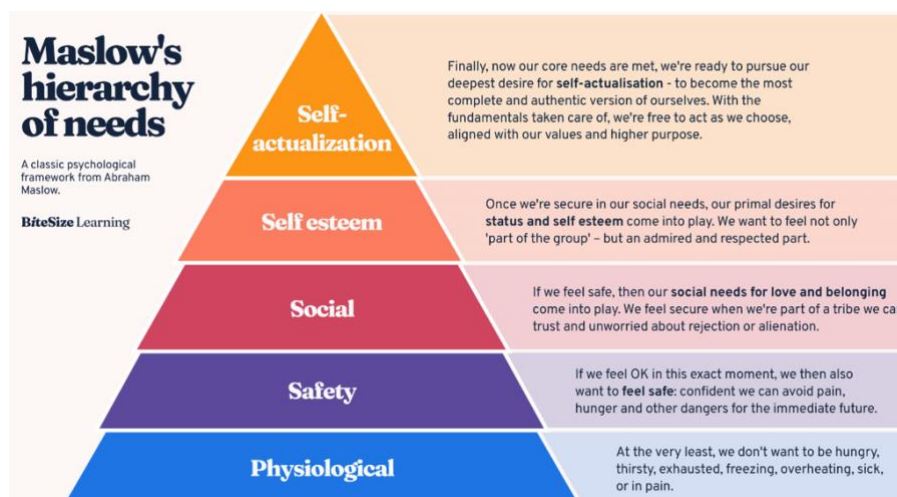 Maslow's
hierarchy
of needs
A classic psychological
framework from Abraham
Maslow.
BiteSize Learning
Self-
actualization
Finally, now our core needs are met, we're ready to pursue our
deepest desire for self-actualisation - to become the most
complete and authentic version of ourselves. With the
fundamentals taken care of, we're free to act as we choose,
aligned with our values and higher purpose.
Self esteem
Once we're secure in our social needs, our primal desires for
status and self esteem come into play. We want to feel not only
'part of the group' – but an admired and respected part.
Social
If we feel safe, then our social needs for love and belonging
come into play. We feel secure when we're part of a tribe we ca
trust and unworried about rejection or alienation.
Safety
If we feel OK in this exact moment, we then also
want to feel safe: confident we can avoid pain,
hunger and other dangers for the immediate future.
Physiological
At the very least, we don't want to be hungry,
thirsty, exhausted, freezing, overheating, sick,
or in pain.